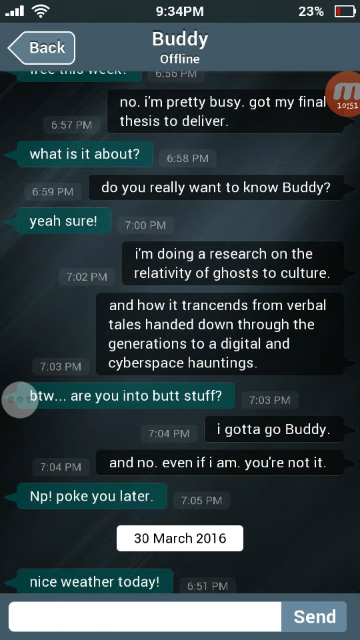 9:34PM
23%
Back
Buddy
Offline
free this week?
6:56 PM
10:51
no. i'm pretty busy. got my final
thesis to deliver.
6:57 PM
what is it about?
6:58 PM
6:59 PM
do you really want to know Buddy?
yeah sure!
7:00 PM
i'm doing a research on the
relativity of ghosts to culture.
7:02 PM
and how it trancends from verbal
tales handed down through the
generations to a digital and
cyberspace hauntings.
7:03 PM
btw... are you into butt stuff?
7:03 PM
7:04 PM
i gotta go Buddy.
7:04 PM
and no. even if i am. you're not it.
Np! poke you later.
7:05 PM
30 March 2016
nice weather today!
6:51 PM
Send